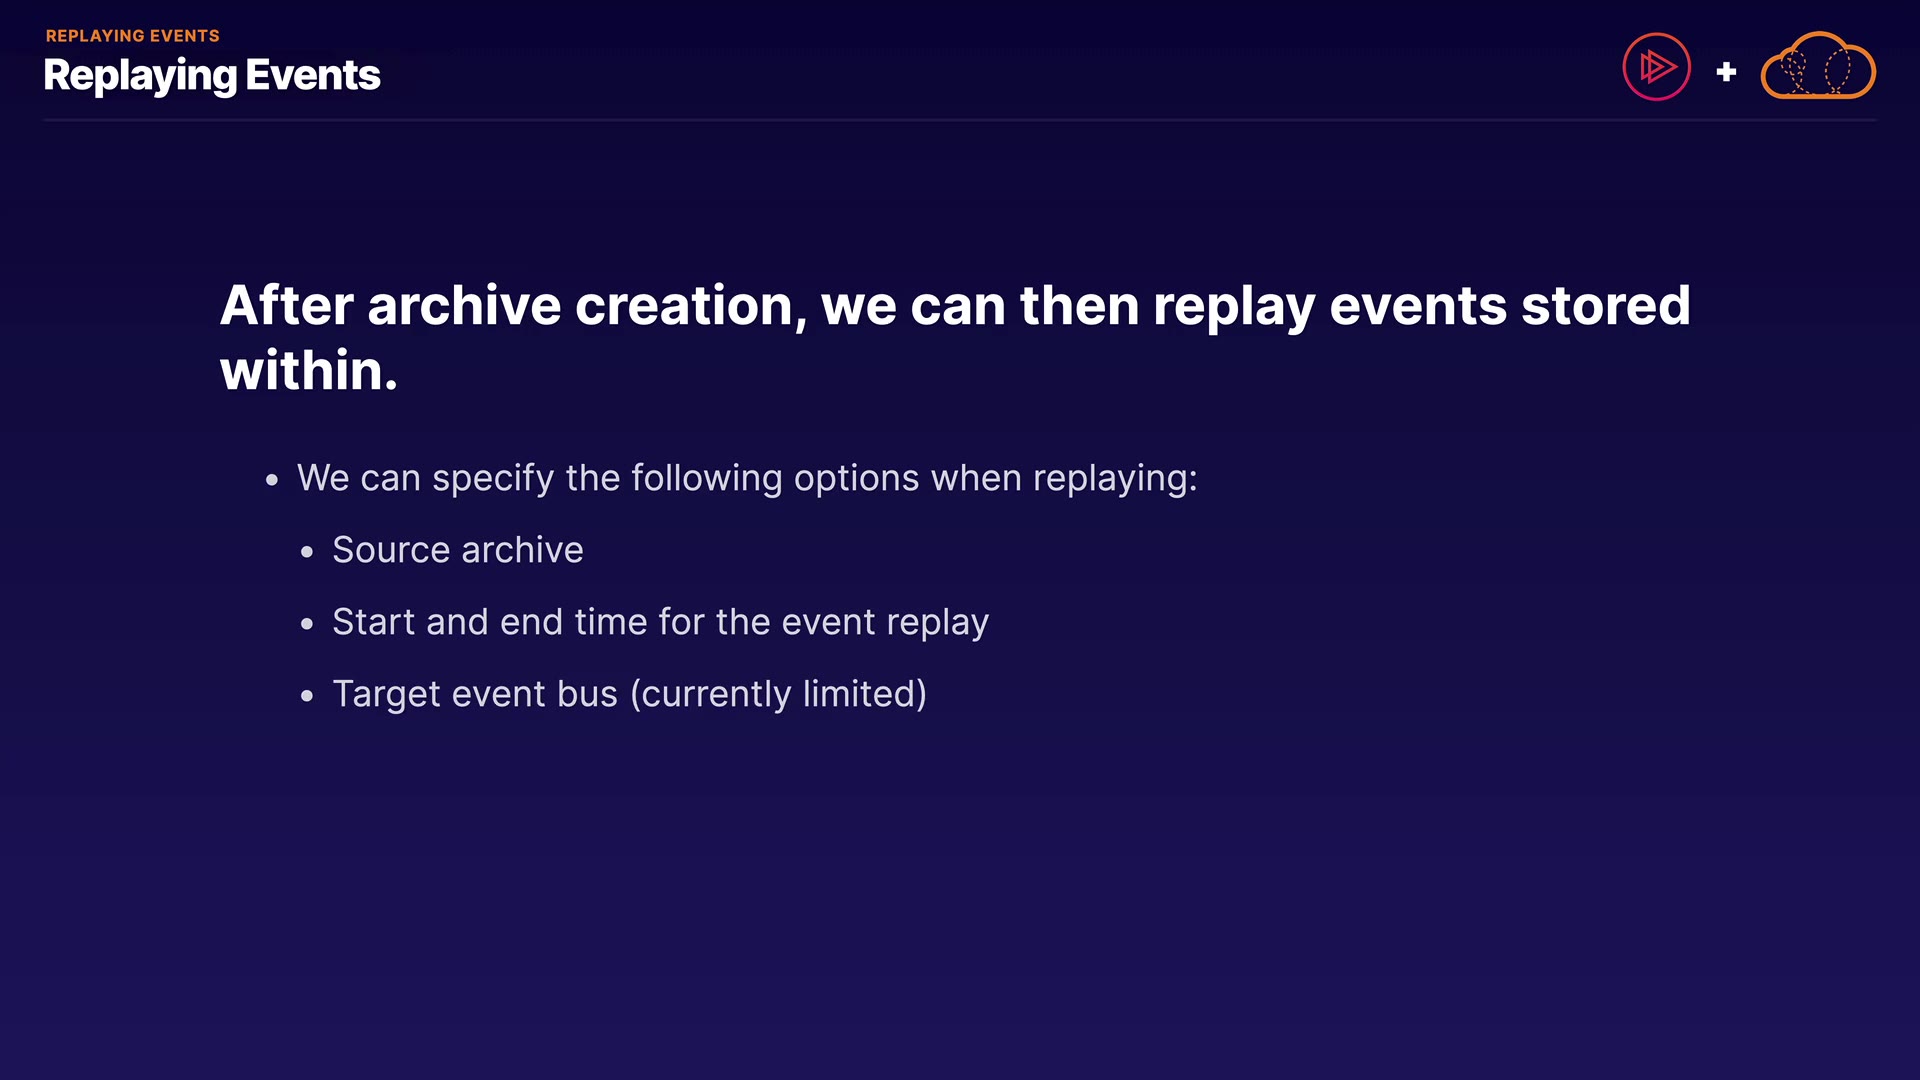 REPLAYING EVENTS
Replaying Events
+
After archive creation, we can then replay events stored
within.
• We can specify the following options when replaying:
• Source archive
• Start and end time for the event replay
• Target event bus (currently limited)